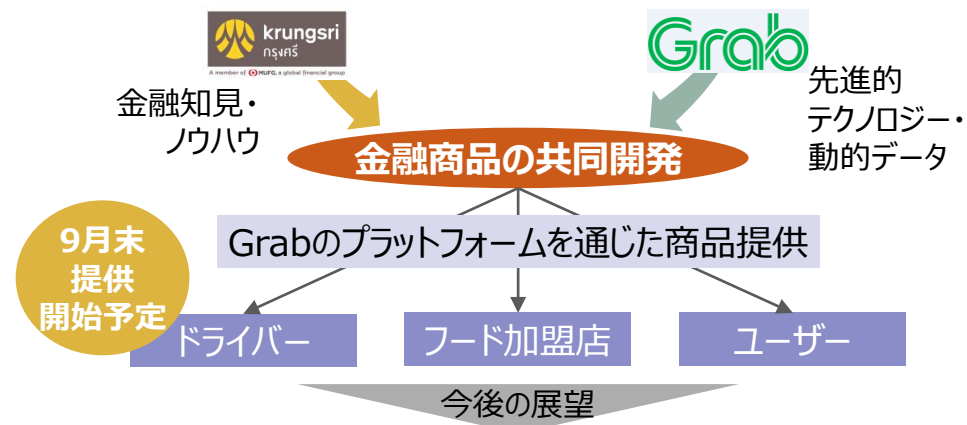 krungsri
กรุงศรี
A member of MUFG, a global financial group
Grab
金融知見・
ノウハウ
先進的
テクノロジー・
動的データ
金融商品の共同開発
Grabのプラットフォームを通じた商品提供
9月末
提供
開始予定
ドライバー
フード加盟店
ユーザー
今後の展望